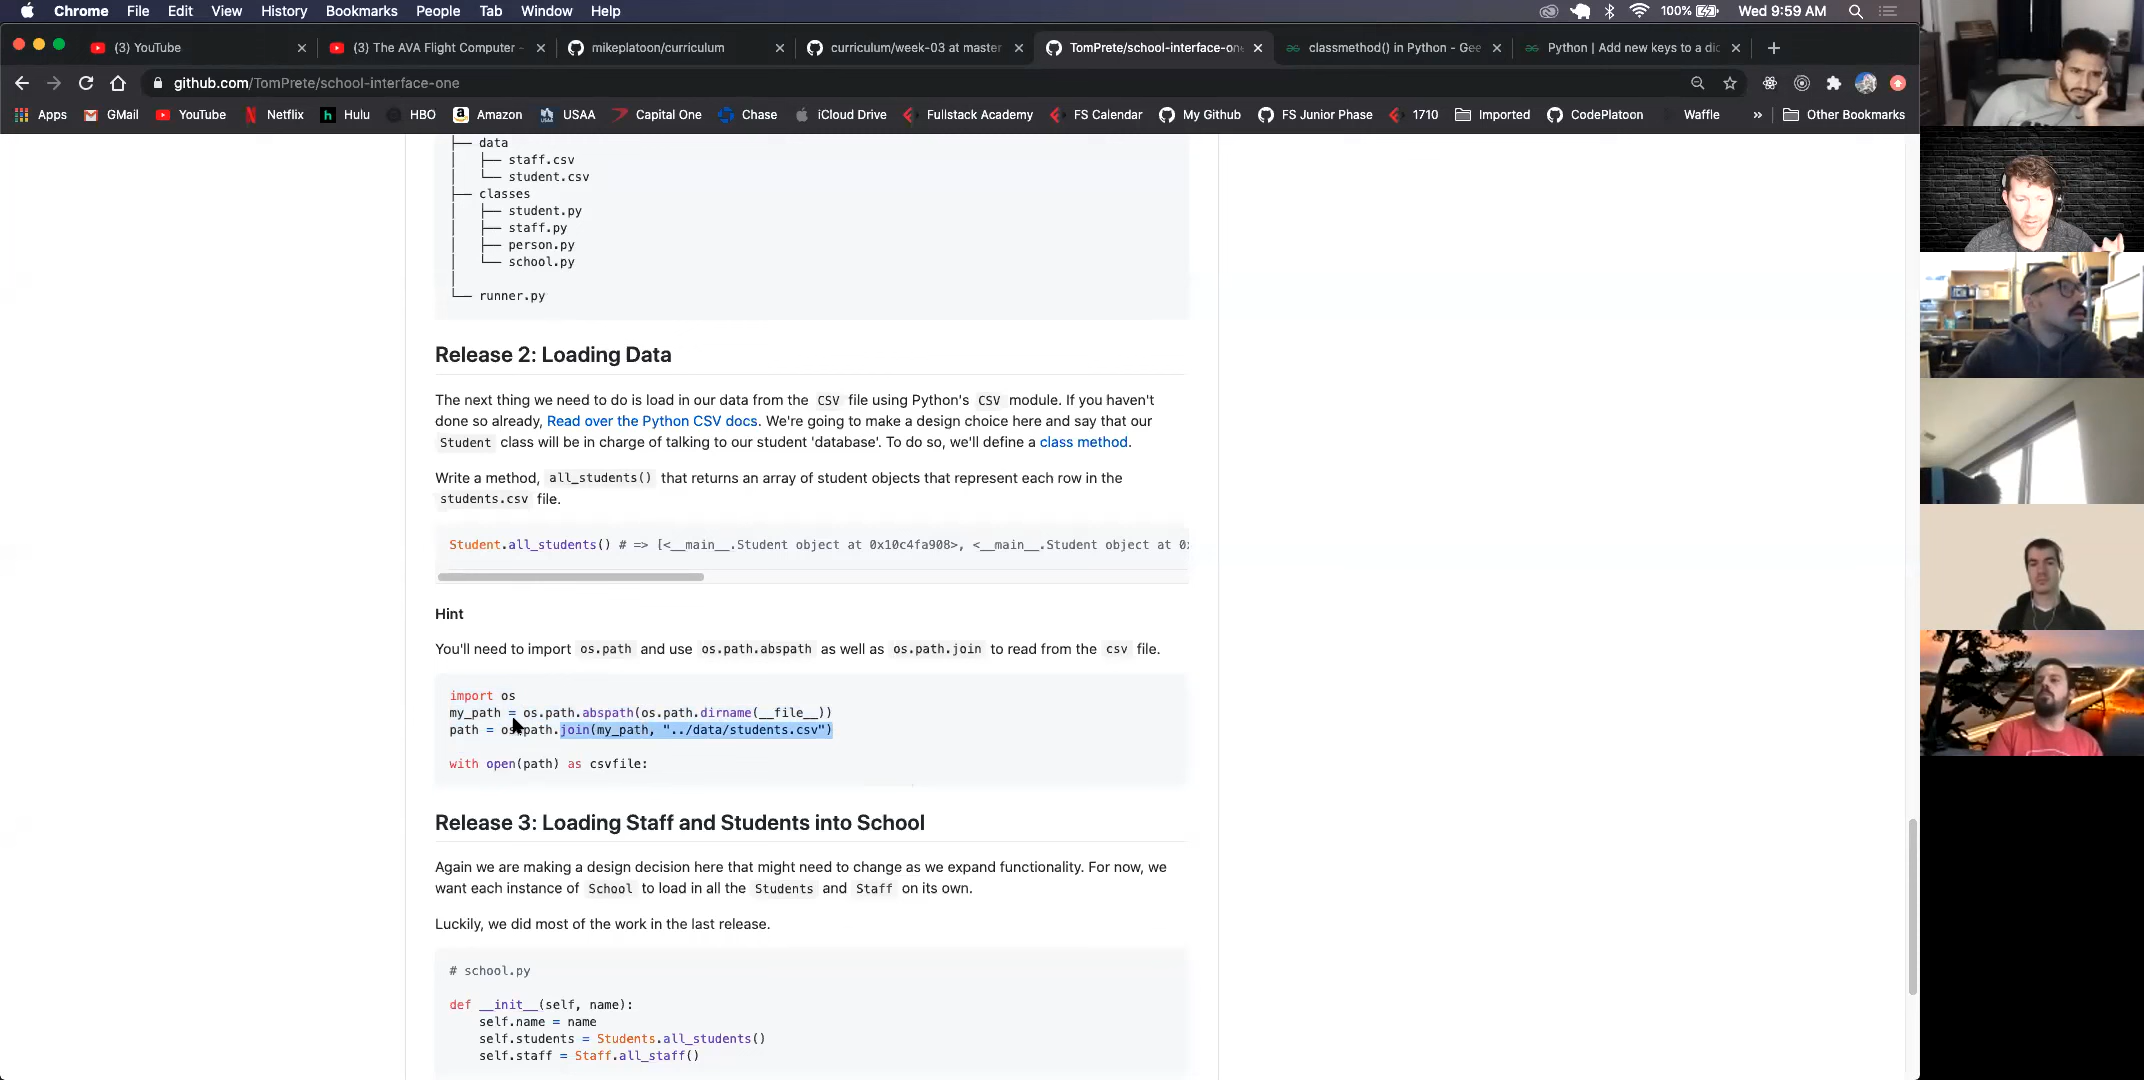 Chrome File Edit View History Bookmarks People Tab Window Help 100% Wed 9:59 AM
(3) YouTube (3) The AVA Flight Computer - mikeplatoon/curriculum curriculum/week-03 at master TomPrete/school-interface-one classmethod() in Python - Gee Python | Add new keys to a dic
github.com/TomPrete/school-interface-one
Apps GMail YouTube Netflix Hulu HBO Amazon USAA Capital One Chase iCloud Drive Fullstack Academy FS Calendar My Github FS Junior Phase 1710 Imported CodePlatoon Waffle » Other Bookmarks
├── data
│   ├── staff.csv
│   └── student.csv
├── classes
│   ├── student.py
│   ├── staff.py
│   ├── person.py
│   └── school.py
│
└── runner.py
Release 2: Loading Data
The next thing we need to do is load in our data from the CSV file using Python's CSV module. If you haven't
done so already, Read over the Python CSV docs. We're going to make a design choice here and say that our
Student class will be in charge of talking to our student 'database'. To do so, we'll define a class method.
Write a method, all_students() that returns an array of student objects that represent each row in the
students.csv file.
Student.all_students() # => [<__main__.Student object at 0x10c4fa908>, <__main__.Student object at 0
Hint
You'll need to import os.path and use os.path.abspath as well as os.path.join to read from the csv file.
import os
my_path = os.path.abspath(os.path.dirname(__file__))
path = os.path.join(my_path, "../data/students.csv")
with open(path) as csvfile:
Release 3: Loading Staff and Students into School
Again we are making a design decision here that might need to change as we expand functionality. For now, we
want each instance of School to load in all the Students and Staff on its own.
Luckily, we did most of the work in the last release.
# school.py
def __init__(self, name):
self.name = name
self.students = Students.all_students()
self.staff = Staff.all_staff()